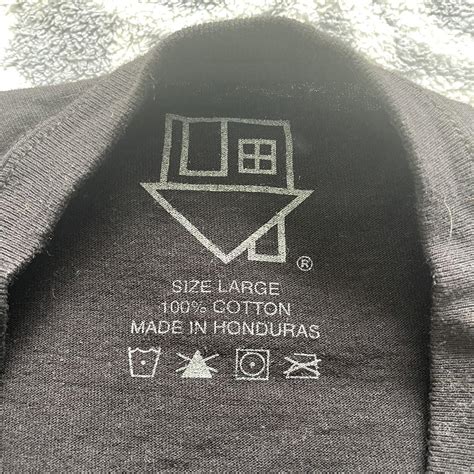 ®
SIZE LARGE
100% COTTON
MADE IN HONDURAS